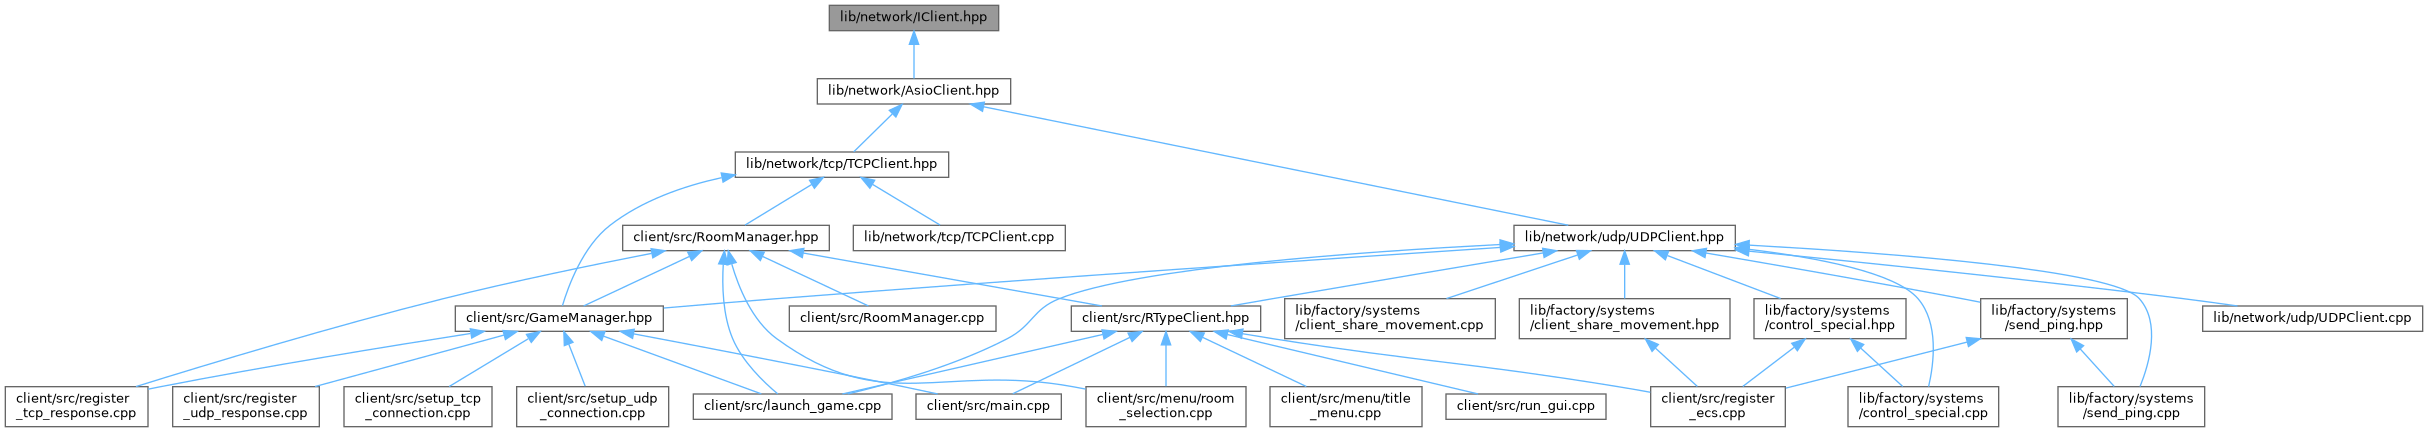 lib/network/IClient.hpp
lib/network/AsioClient.hpp
lib/network/tcp/TCPClient.hpp
client/src/RoomManager.hpp
lib/network/tcp/TCPClient.cpp
lib/network/udp/UDPClient.hpp
client/src/GameManager.hpp
client/src/RoomManager.cpp
client/src/RTypeClient.hpp
lib/factory/systems
/client_share_movement.cpp
lib/factory/systems
/client_share_movement.hpp
lib/factory/systems
/control_special.hpp
lib/factory/systems
/send_ping.hpp
lib/network/udp/UDPClient.cpp
client/src/register
_tcp_response.cpp
client/src/register
_udp_response.cpp
client/src/setup_tcp
_connection.cpp
client/src/setup_udp
_connection.cpp
client/src/launch_game.cpp
client/src/main.cpp
client/src/menu/room
_selection.cpp
client/src/menu/title
_menu.cpp
client/src/run_gui.cpp
client/src/register
_ecs.cpp
lib/factory/systems
/control_special.cpp
lib/factory/systems
/send_ping.cpp